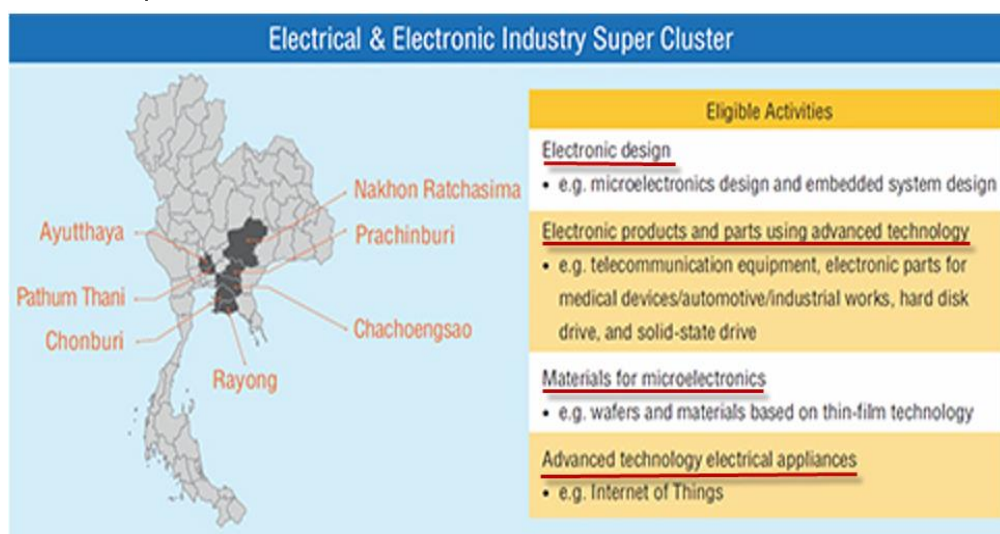 Electrical & Electronic Industry Super Cluster
Nakhon Ratchasima
Ayutthaya
Prachinburi
Pathum Thani
Chonburi
Chachoengsao
Rayong
Eligible Activities
Electronic design
• e.g. microelectronics design and embedded system design
Electronic products and parts using advanced technology
• e.g. telecommunication equipment, electronic parts for
medical devices/automotive/industrial works, hard disk
drive, and solid-state drive
Materials for microelectronics
• e.g. wafers and materials based on thin-film technology
Advanced technology electrical appliances
• e.g. Internet of Things